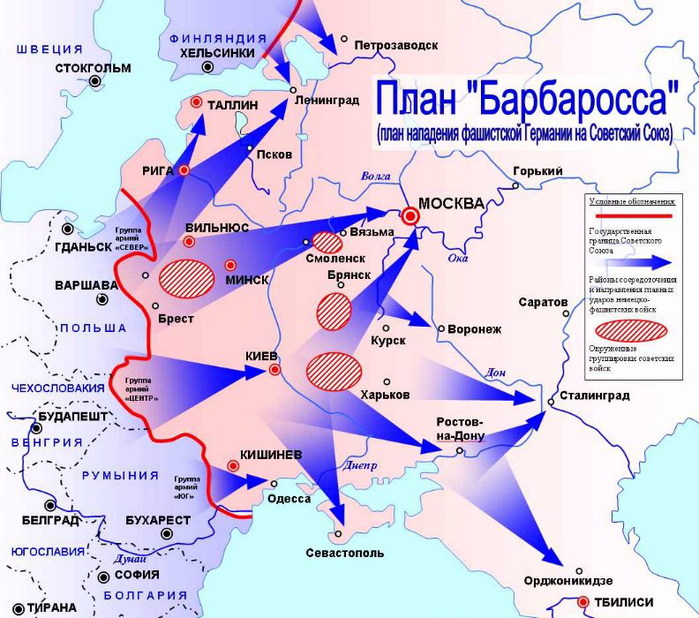 План "Барбаросса"
(план нападения фашистской Германии на Советский Союз)
ШВЕЦИЯ
СТОКГОЛЬМ
ФИНЛЯНДИЯ
ХЕЛЬСИНКИ
Петрозаводск
Ленинград
ТАЛЛИН
Псков
РИГА
Волга
Горький
МОСКВА
Группа
армий
«СЕВЕР»
ГДАНЬСК
ВИЛЬНЮС
Вязьма
Смоленск
Ока
МИНСК
Брянск
ВАРШАВА
Брест
Саратов
ПОЛЬША
Воронеж
Курск
КИЕВ
Дон
ЧЕХОСЛОВАКИЯ
Группа
армий
«ЦЕНТР»
Харьков
Сталинград
БУДАПЕШТ
Ростов-
на-Дону
ВЕНГРИЯ
КИШИНЕВ
Днепр
РУМЫНИЯ
Группа
армий
«ЮГ»
Одесса
БЕЛГРАД
БУХАРЕСТ
Севастополь
ЮГОСЛАВИЯ
Дунай
СОФИЯ
Орджоникидзе
БОЛГАРИЯ
ТИРАНА
ТБИЛИСИ
Условные обозначения:
Государственная
граница Советского
Союза
Районы сосредоточения
и направления главных
ударов немецко-
фашистских войск
Окруженные
группировки советских
войск